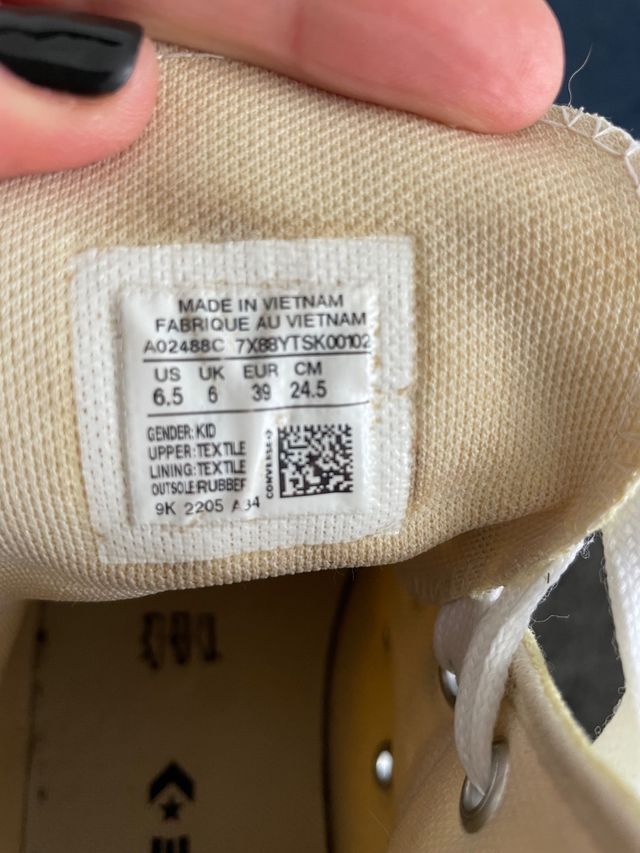 MADE IN VIETNAM
FABRIQUE AU VIETNAM
A02488C 7X88YTSK00102
US UK EUR CM
6.5 6 39 24.5
GENDER: KID
UPPER: TEXTILE
LINING: TEXTILE
OUTSOLE RUBBER
CONVERSE
9K 2205 A34